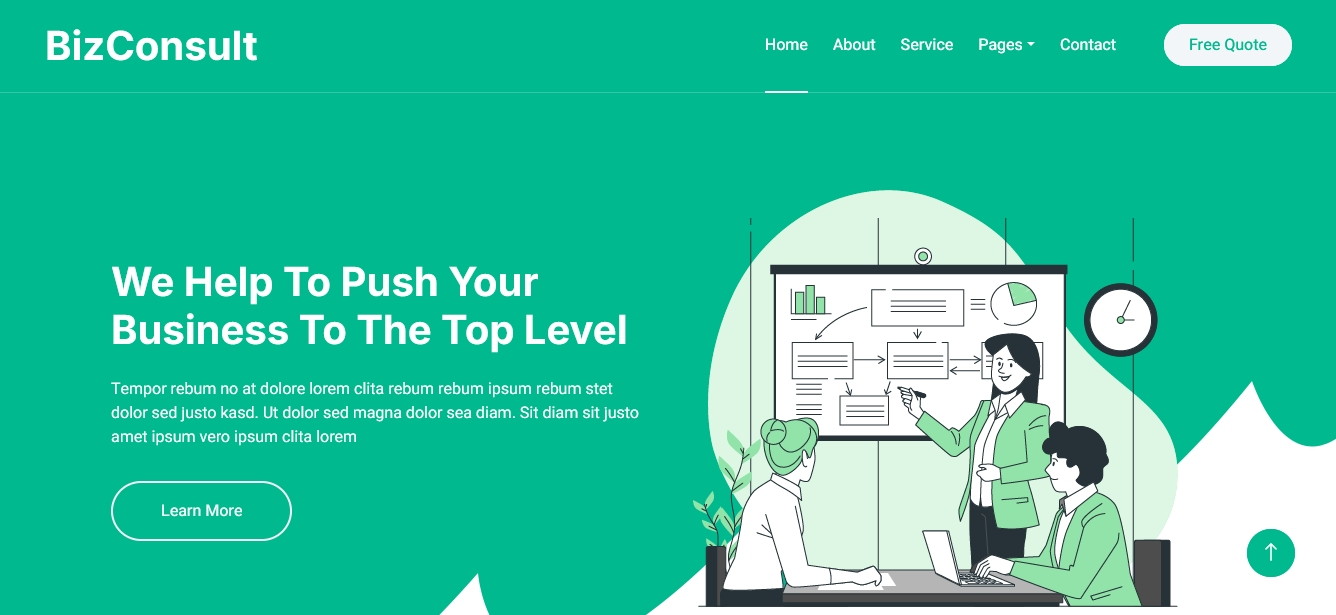 BizConsult
Home About Service Pages Contact Free Quote
We Help To Push Your
Business To The Top Level
Tempor rebum no at dolore lorem clita rebum rebum ipsum rebum stet
dolor sed justo kasd. Ut dolor sed magna dolor sea diam. Sit diam sit justo
amet ipsum vero ipsum clita lorem
Learn More